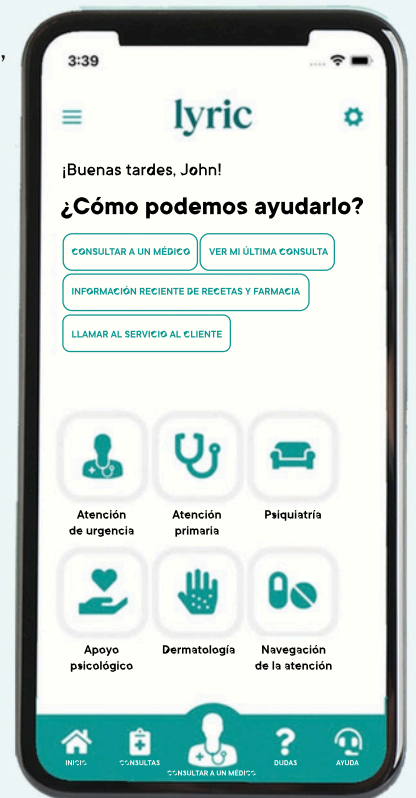 ,
3:39
lyric
¡Buenas tardes, John!
¿Cómo podemos ayudarlo?
CONSULTAR A UN MÉDICO VER MI ÚLTIMA CONSULTA
INFORMACIÓN RECIENTE DE RECETAS Y FARMACIA
LLAMAR AL SERVICIO AL CLIENTE
Atención
de urgencia
Atención
primaria
Psiquiatría
Apoyo
psicológico
Dermatología
Navegación
de la atención
INICIO CONSULTAS CONSULTAR A UN MÉDICO DUDAS AYUDA